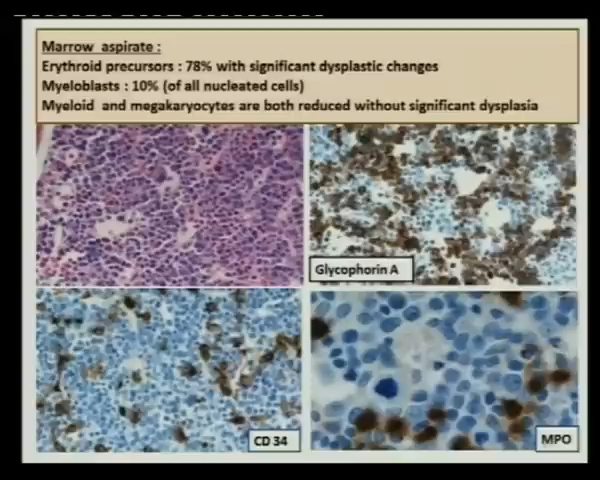 Marrow aspirate :
Erythroid precursors : 78% with significant dysplastic changes
Myeloblasts : 10% (of all nucleated cells)
Myeloid and megakaryocytes are both reduced without significant dysplasia
Glycophorin A
CD 34
MPO